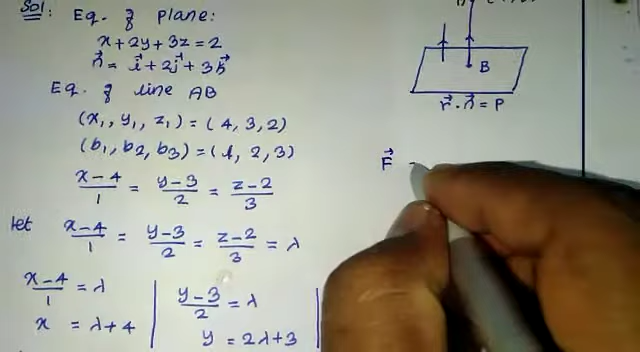 Sol: Eq. of plane:
x+2y+3z=2
n⃗ = i⃗+2j⃗+3k⃗
Eq. of line AB
(x₁, y₁, z₁) = (4, 3, 2)
(b₁, b₂, b₃) = (1, 2, 3)
x-4/1 = y-3/2 = z-2/3
let x-4/1 = y-3/2 = z-2/3 = λ
x-4/1 = λ
x = λ+4
y-3/2 = λ
y = 2λ+3
B
r⃗ . n⃗ = P
F⃗